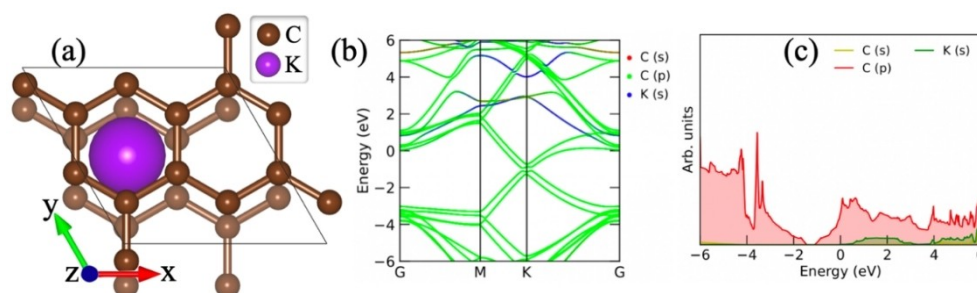 (a)
C
K
y
z
x
(b)
Energy (eV)
6
4
2
0
−2
−4
−6
G
M
K
G
C (s)
C (p)
K (s)
(c)
C (s)
C (p)
K (s)
Arb. units
−6
−4
−2
0
2
4
6
Energy (eV)